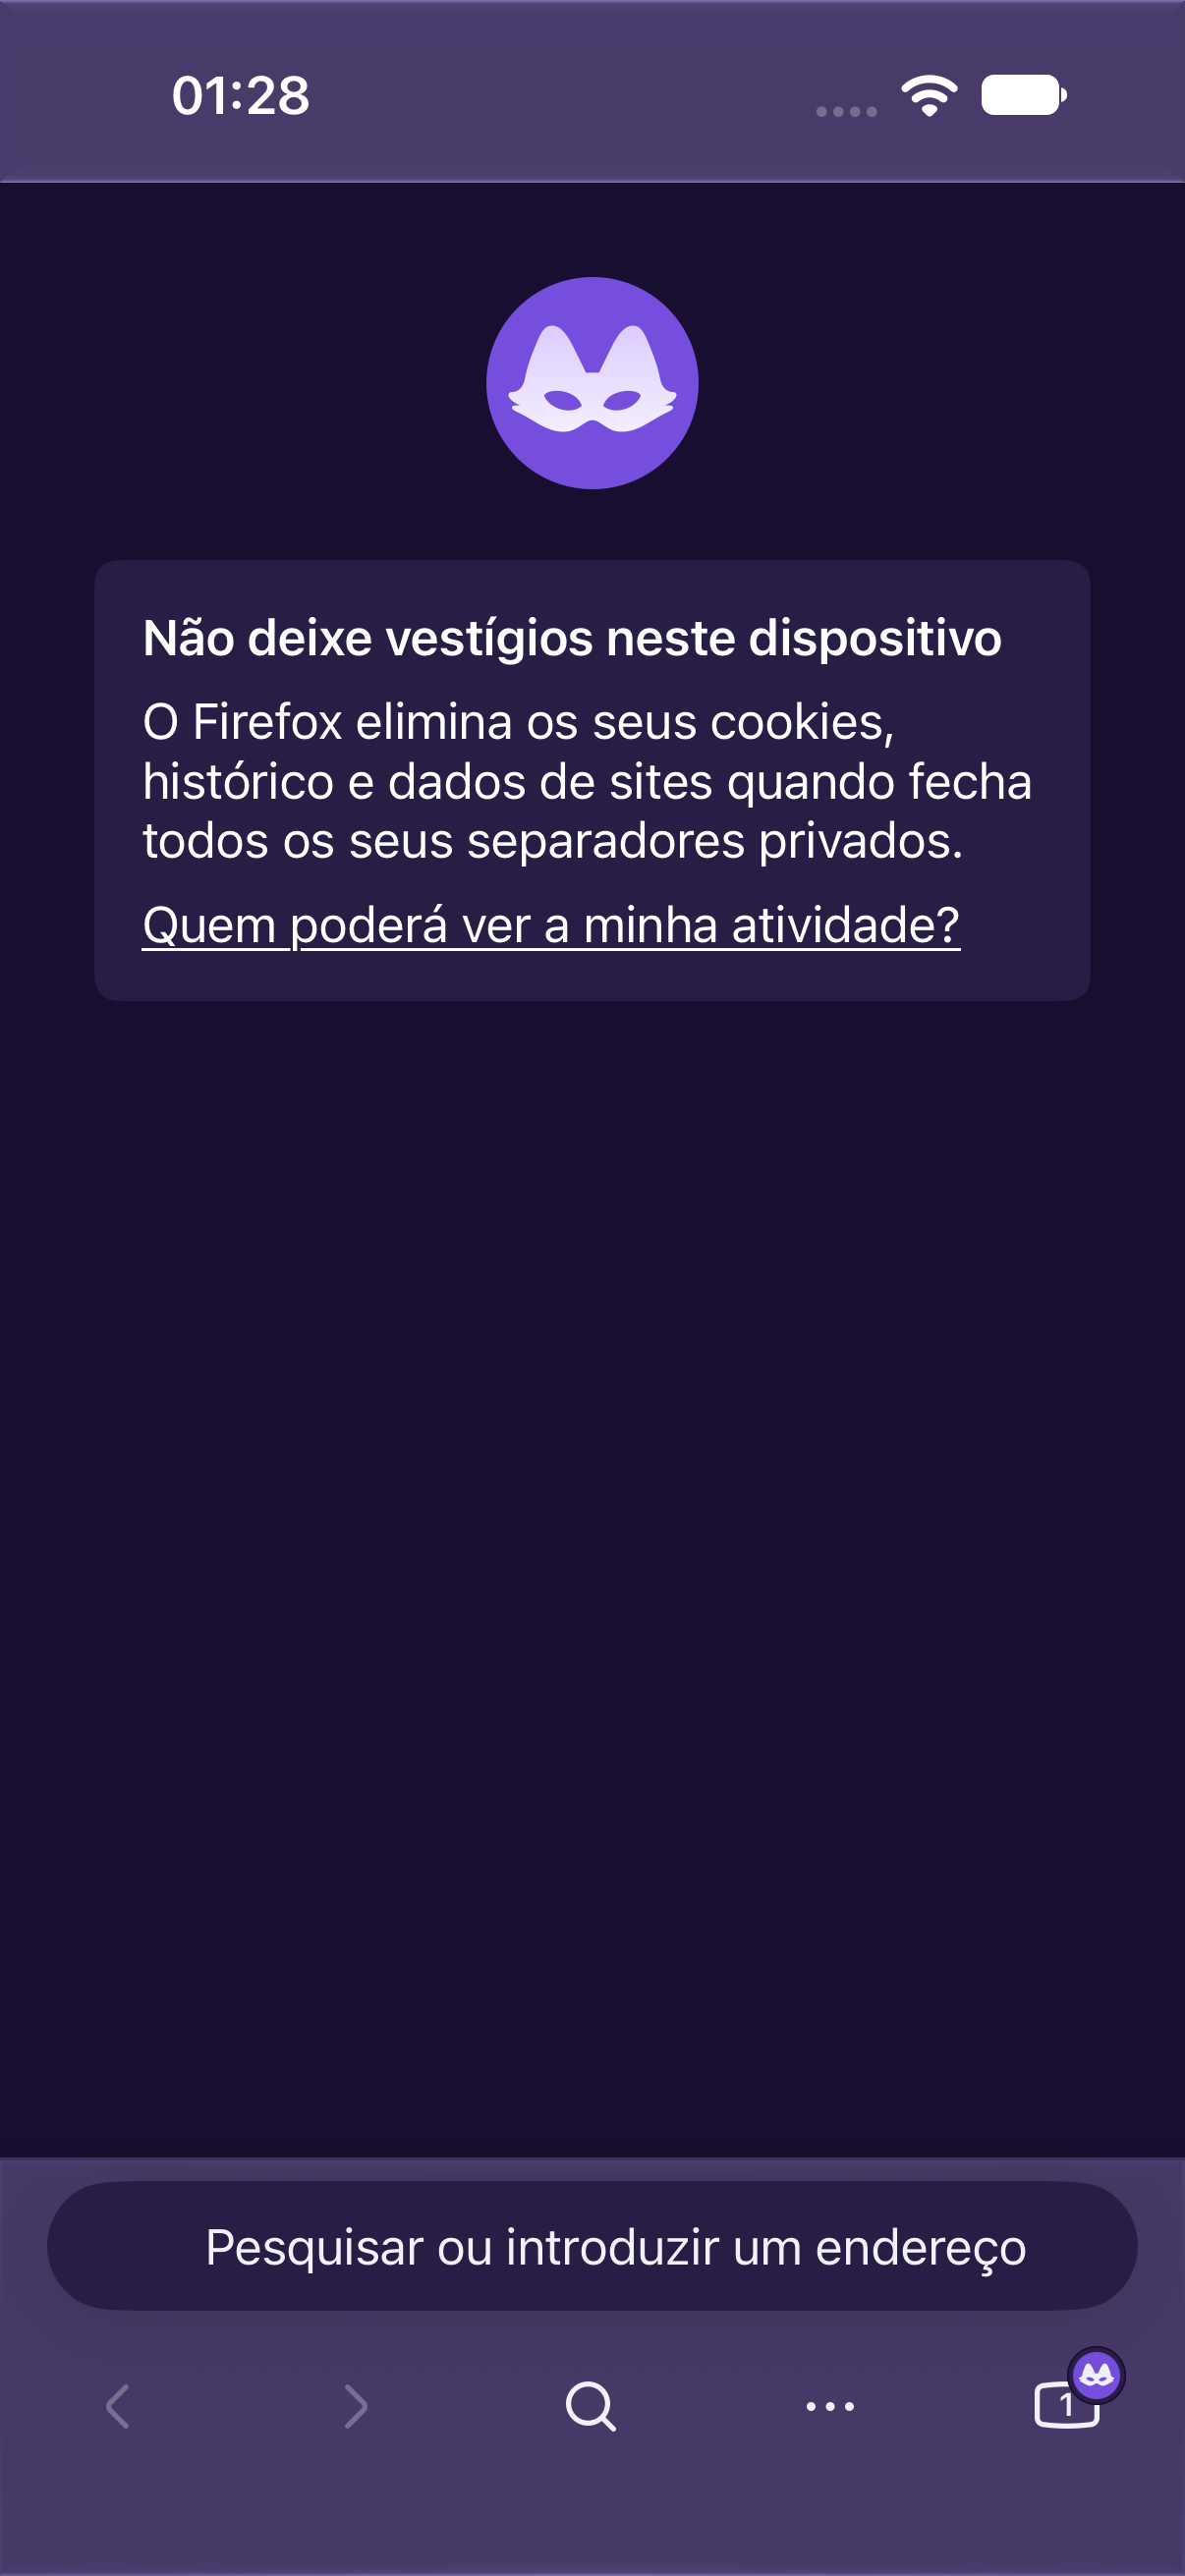 01:28
Não deixe vestígios neste dispositivo
O Firefox elimina os seus cookies,
histórico e dados de sites quando fecha
todos os seus separadores privados.
Quem poderá ver a minha atividade?
Pesquisar ou introduzir um endereço
1